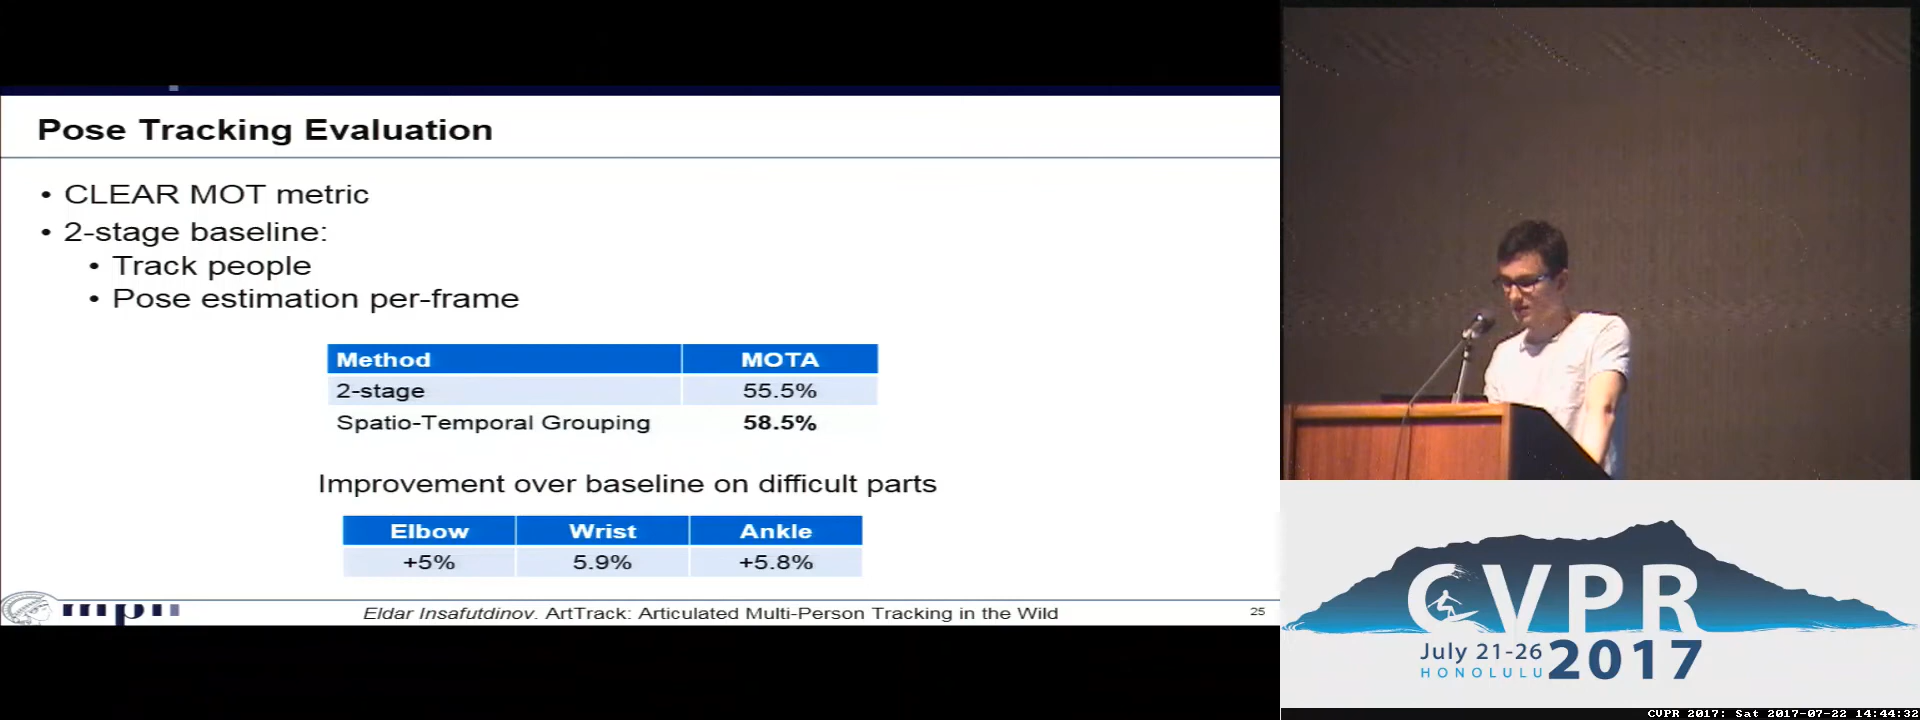 Pose Tracking Evaluation
• CLEAR MOT metric
• 2-stage baseline:
• Track people
• Pose estimation per-frame
Method MOTA
2-stage 55.5%
Spatio-Temporal Grouping 58.5%
Improvement over baseline on difficult parts
Elbow Wrist Ankle
+5% 5.9% +5.8%
Eldar Insafutdinov. ArtTrack: Articulated Multi-Person Tracking in the Wild 25
CVPR
July 21-26
HONOLULU
2017
CVPR 2017: Sat 2017-07-22 14:44:32